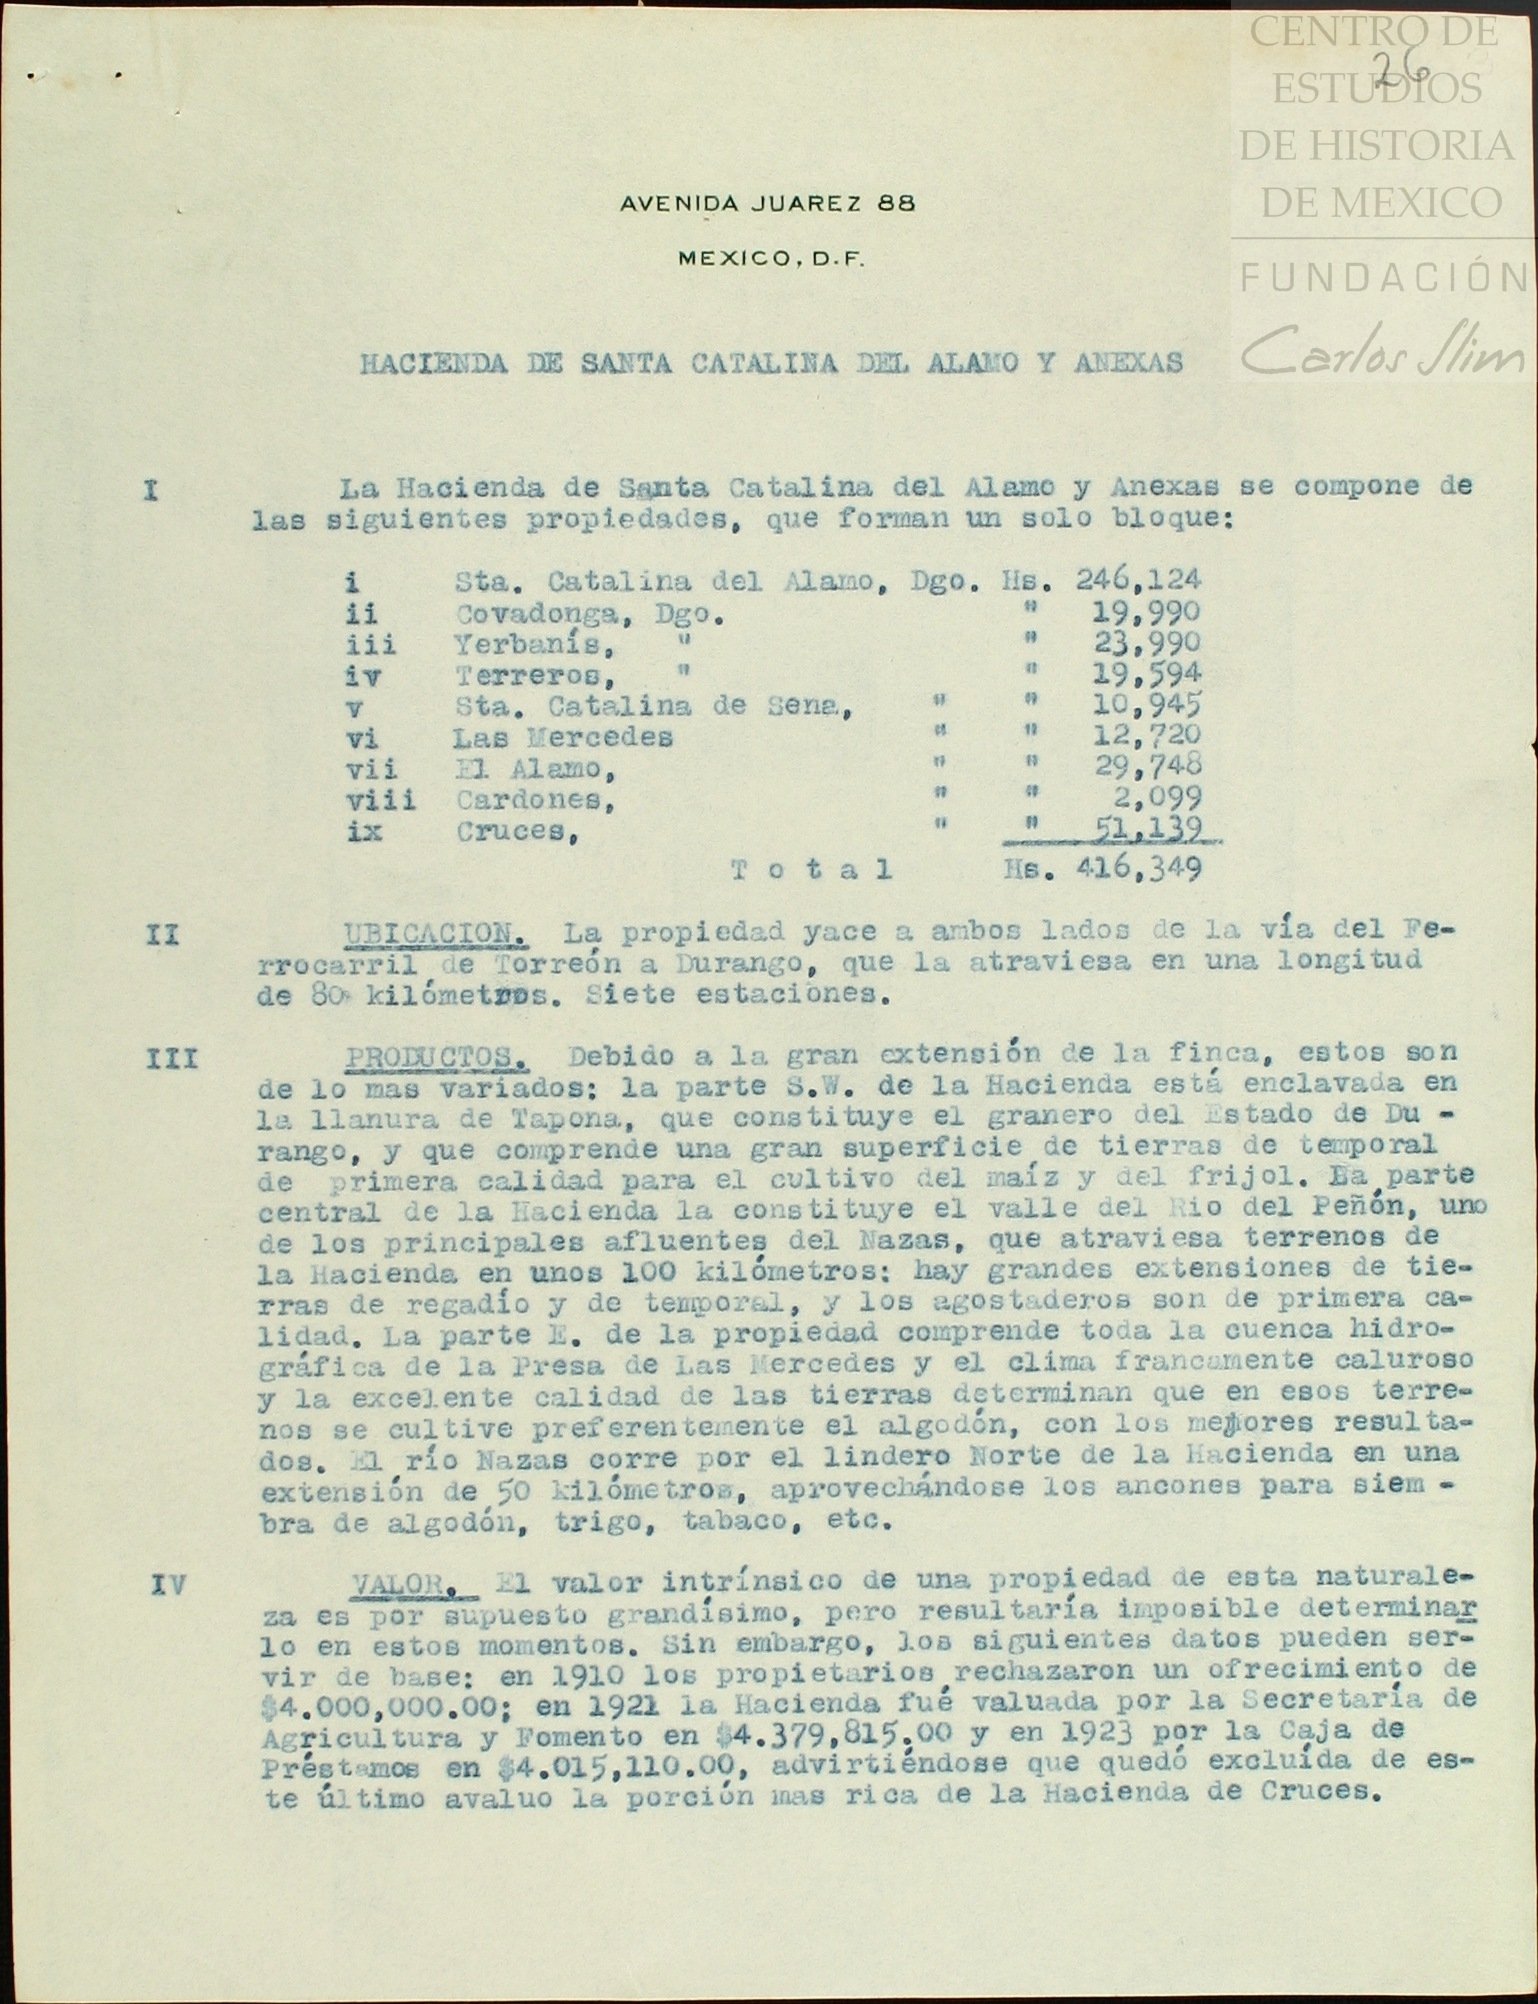 CENTRO DE
ESTUDIOS
DE HISTORIA
DE MEXICO
FUNDACIÓN
Carlos Slim
26
AVENIDA JUAREZ 88
MEXICO, D.F.
HACIENDA DE SANTA CATALINA DEL ALAMO Y ANEXAS
I La Hacienda de Santa Catalina del Alamo y Anexas se compone de
las siguientes propiedades, que forman un solo bloque:
i Sta. Catalina del Alamo, Dgo. Hs. 246,124
ii Covadonga, Dgo. " 19,990
iii Yerbanís, " " 23,990
iv Terreros, " " 19,594
v Sta. Catalina de Sena, " " 10,945
vi Las Mercedes " " 12,720
vii El Alamo, " " 29,748
viii Cardones, " " 2,099
ix Cruces, " " 51,139
T o t a l Hs. 416,349
II UBICACION. La propiedad yace a ambos lados de la vía del Fe-
rrocarril de Torreón a Durango, que la atraviesa en una longitud
de 80 kilómetros. Siete estaciones.
III PRODUCTOS. Debido a la gran extensión de la finca, estos son
de lo mas variados: la parte S.W. de la Hacienda está enclavada en
la llanura de Tapona, que constituye el granero del Estado de Du -
rango, y que comprende una gran superficie de tierras de temporal
de primera calidad para el cultivo del maíz y del frijol. La parte
central de la Hacienda la constituye el valle del Rio del Peñón, uno
de los principales afluentes del Nazas, que atraviesa terrenos de
la Hacienda en unos 100 kilómetros: hay grandes extensiones de tie-
rras de regadío y de temporal, y los agostaderos son de primera ca-
lidad. La parte E. de la propiedad comprende toda la cuenca hidro-
gráfica de la Presa de Las Mercedes y el clima francamente caluroso
y la excelente calidad de las tierras determinan que en esos terre-
nos se cultive preferentemente el algodón, con los mejores resulta-
dos. El río Nazas corre por el lindero Norte de la Hacienda en una
extensión de 50 kilómetros, aprovechándose los ancones para siem -
bra de algodón, trigo, tabaco, etc.
IV VALOR. El valor intrínsico de una propiedad de esta naturale-
za es por supuesto grandísimo, pero resultaría imposible determinar
lo en estos momentos. Sin embargo, los siguientes datos pueden ser-
vir de base: en 1910 los propietarios rechazaron un ofrecimiento de
$4.000,000.00; en 1921 la Hacienda fué valuada por la Secretaría de
Agricultura y Fomento en $4.379,815.00 y en 1923 por la Caja de
Préstamos en $4.015,110.00, advirtiéndose que quedó excluída de es-
te último avaluo la porción mas rica de la Hacienda de Cruces.